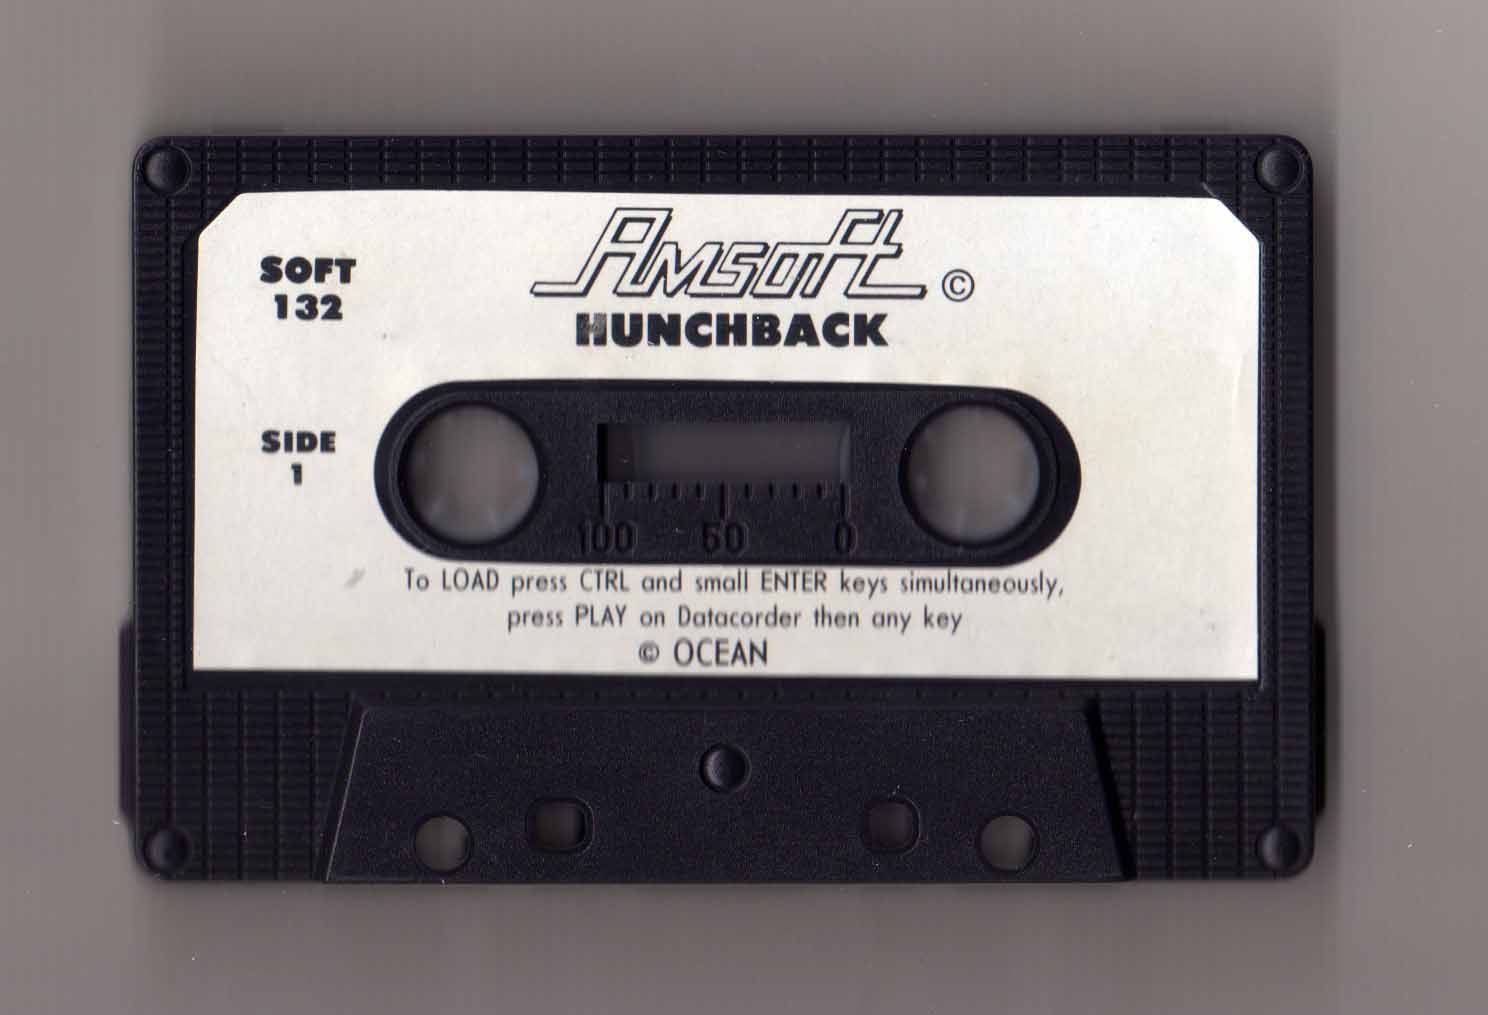 Amsoft ©
HUNCHBACK
SOFT
132
SIDE
1
100 50 0
To LOAD press CTRL and small ENTER keys simultaneously,
press PLAY on Datacorder then any key
© OCEAN